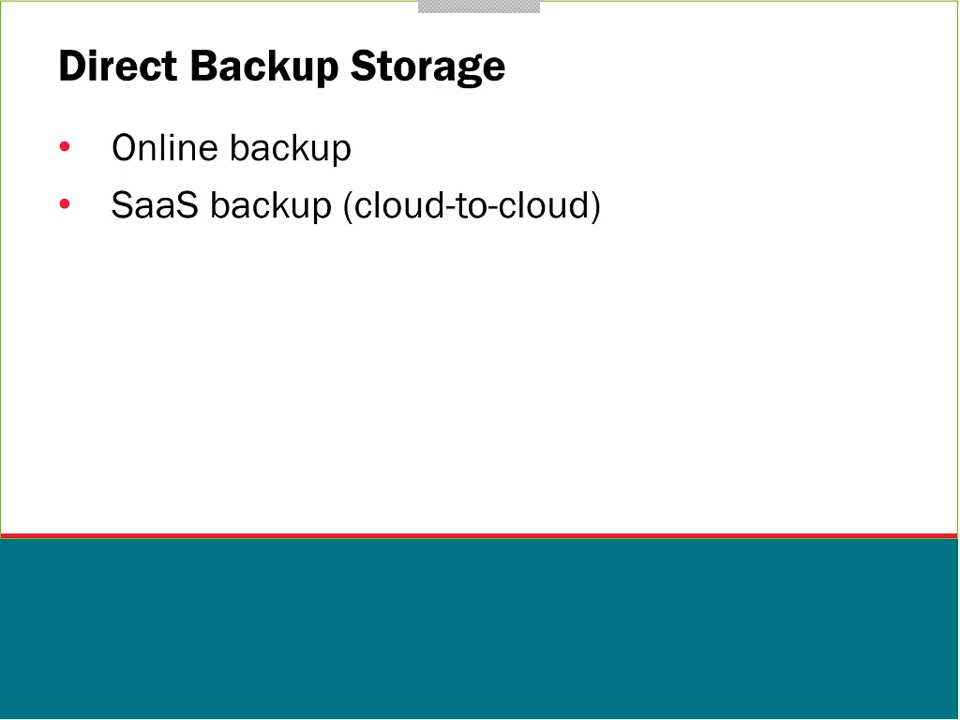 Direct Backup Storage
• Online backup
• SaaS backup (cloud-to-cloud)